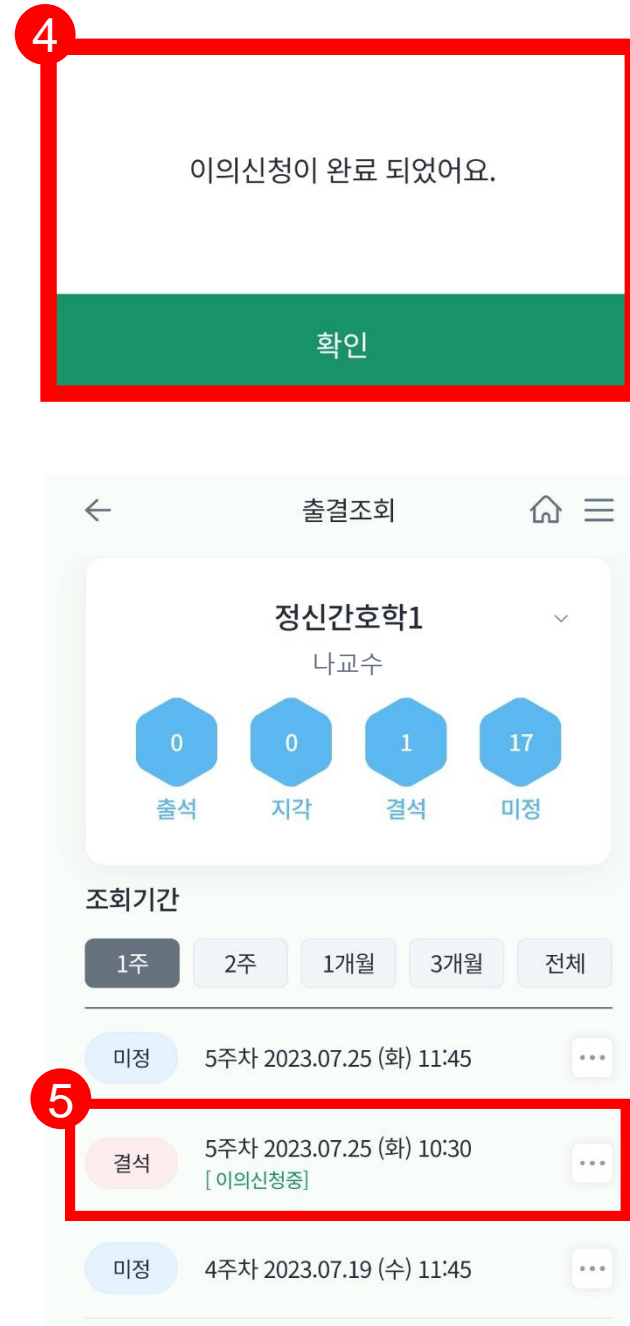 4
이의신청이 완료 되었어요.
확인
출결조회
정신간호학1
나교수
0 0 1 17
출석 지각 결석 미정
조회기간
1주 2주 1개월 3개월 전체
미정 5주차 2023.07.25 (화) 11:45
5
결석 5주차 2023.07.25 (화) 10:30
[ 이의신청중]
미정 4주차 2023.07.19 (수) 11:45